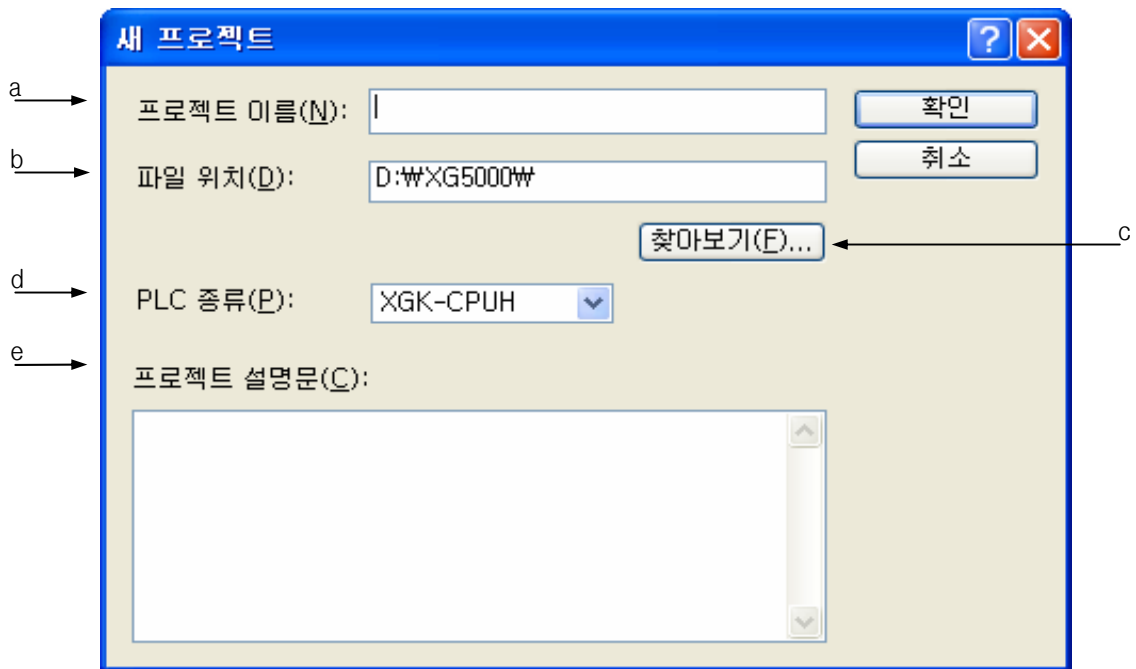 새 프로젝트
a
프로젝트 이름(N):
확인
b
파일 위치(D):
D:₩XG5000₩
취소
찾아보기(F)...
c
d
PLC 종류(P):
XGK-CPUH
e
프로젝트 설명문(C):